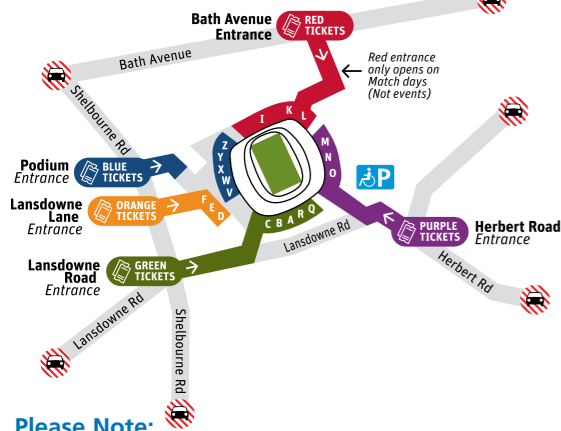 Bath Avenue
Entrance
RED
TICKETS
Bath Avenue
Red entrance
only opens on
Match days
(Not events)
Shelbourne Rd
I
K
L
Z
Y
X
W
V
M
N
O
Podium
Entrance
BLUE
TICKETS
P
Lansdowne
Lane
Entrance
ORANGE
TICKETS
F
E
D
C B A R Q
Lansdowne Rd
PURPLE
TICKETS
Herbert Road
Entrance
Herbert Rd
Lansdowne
Road
Entrance
GREEN
TICKETS
Lansdowne Rd
Shelbourne Rd
Please Note: